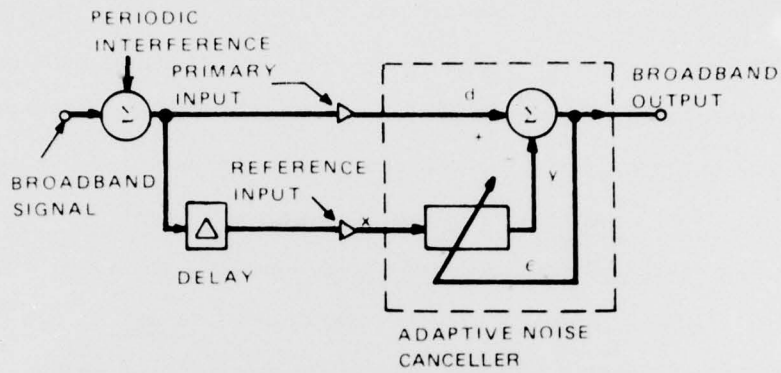 PERIODIC
INTERFERENCE
PRIMARY
INPUT
BROADBAND
OUTPUT
Σ
d
+
Σ
BROADBAND
SIGNAL
REFERENCE
INPUT
y
x
Δ
ϵ
DELAY
ADAPTIVE NOISE
CANCELLER